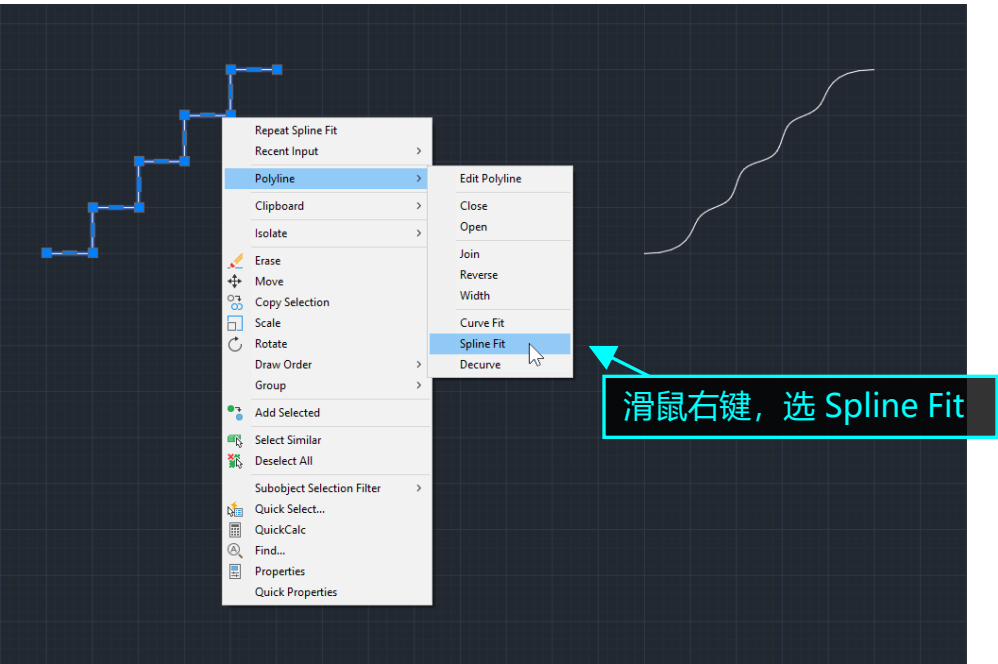 Repeat Spline Fit
Recent Input
Polyline
Clipboard
Isolate
Erase
Move
Copy Selection
Scale
Rotate
Draw Order
Group
Add Selected
Select Similar
Deselect All
Subobject Selection Filter
Quick Select...
QuickCalc
Find...
Properties
Quick Properties
Edit Polyline
Close
Open
Join
Reverse
Width
Curve Fit
Spline Fit
Decurve
滑鼠右键，选 Spline Fit